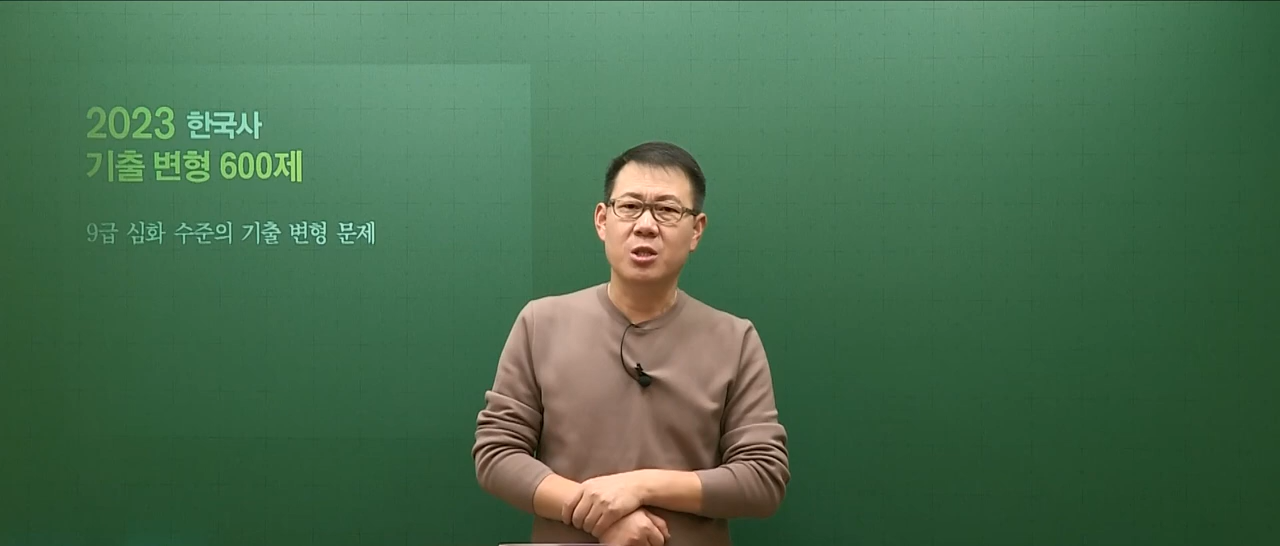 2023 한국사
기출 변형 600제
9급 심화 수준의 기출 변형 문제